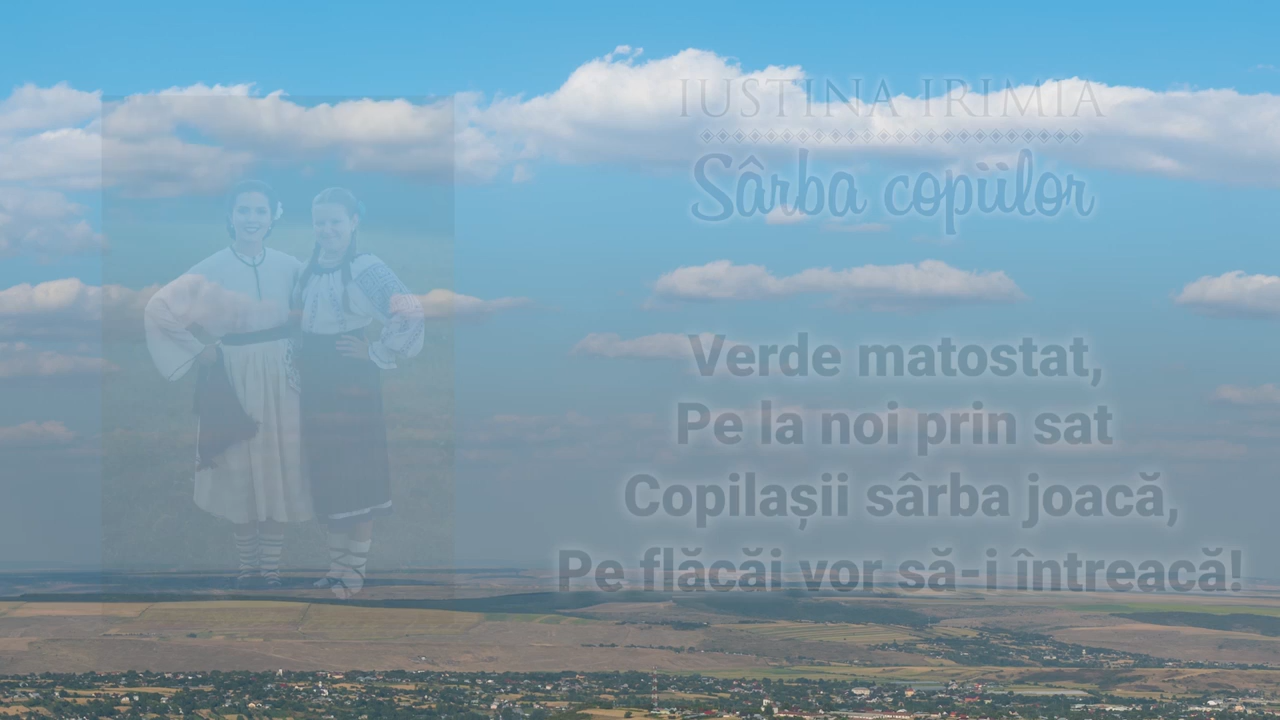 IUSTINA IRIMIA
Sârba copiilor
Verde matostat,
Pe la noi prin sat
Copilașii sârba joacă,
Pe flăcăi vor să-i întreacă!